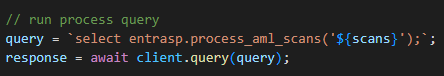 // run process query
query = `select entrasp.process_aml_scans('${scans}');`;
response = await client.query(query);